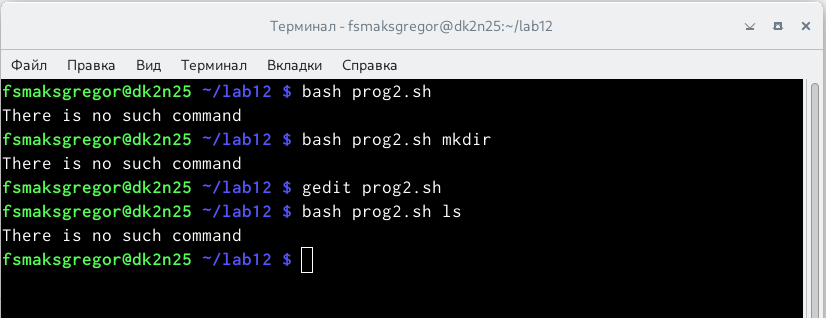 Терминал - fsmaksgregor@dk2n25:~/lab12
Файл Правка Вид Терминал Вкладки Справка
fsmaksgregor@dk2n25 ~/lab12 $ bash prog2.sh
There is no such command
fsmaksgregor@dk2n25 ~/lab12 $ bash prog2.sh mkdir
There is no such command
fsmaksgregor@dk2n25 ~/lab12 $ gedit prog2.sh
fsmaksgregor@dk2n25 ~/lab12 $ bash prog2.sh ls
There is no such command
fsmaksgregor@dk2n25 ~/lab12 $